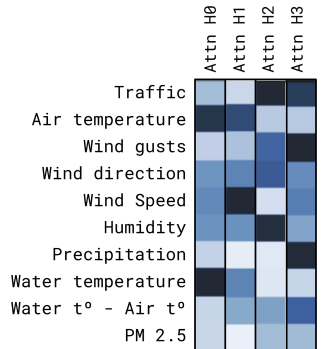 Attn H0
Attn H1
Attn H2
Attn H3
Traffic
Air temperature
Wind gusts
Wind direction
Wind Speed
Humidity
Precipitation
Water temperature
Water tº - Air tº
PM 2.5